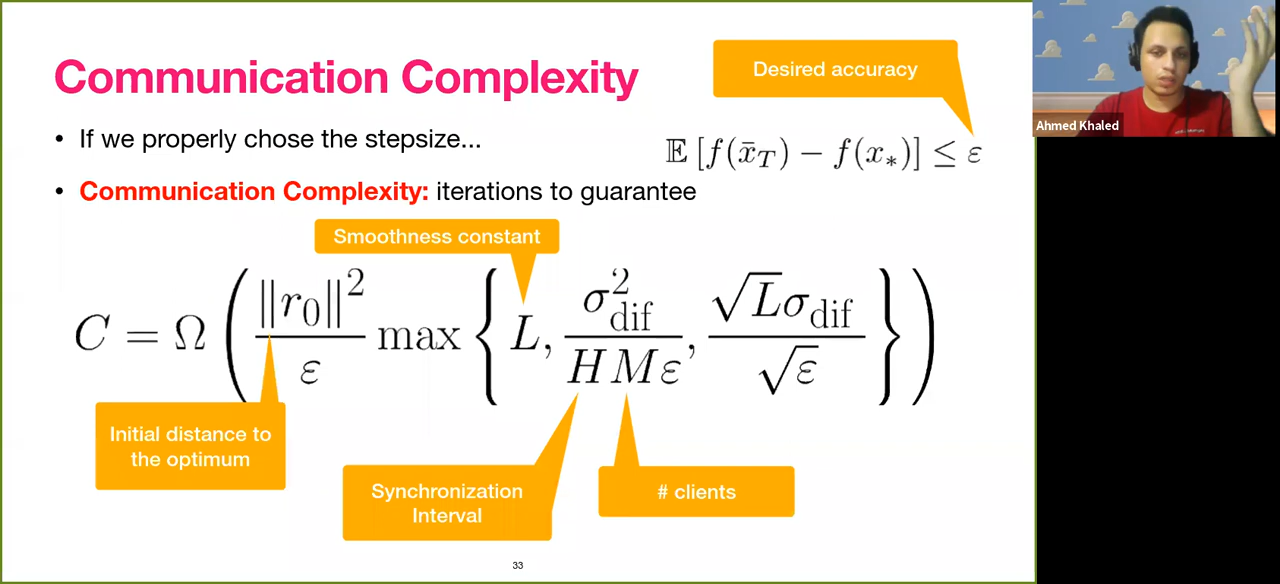 Communication Complexity
Desired accuracy
Ahmed Khaled
• If we properly chose the stepsize...
𝔼 [f(x̄_T) − f(x_*)] ≤ ε
• Communication Complexity: iterations to guarantee
Smoothness constant
C = Ω ( ‖r_0‖² / ε max { L, σ²_dif / HMε, √L σ_dif / √ε } )
Initial distance to
the optimum
Synchronization
Interval
# clients
33